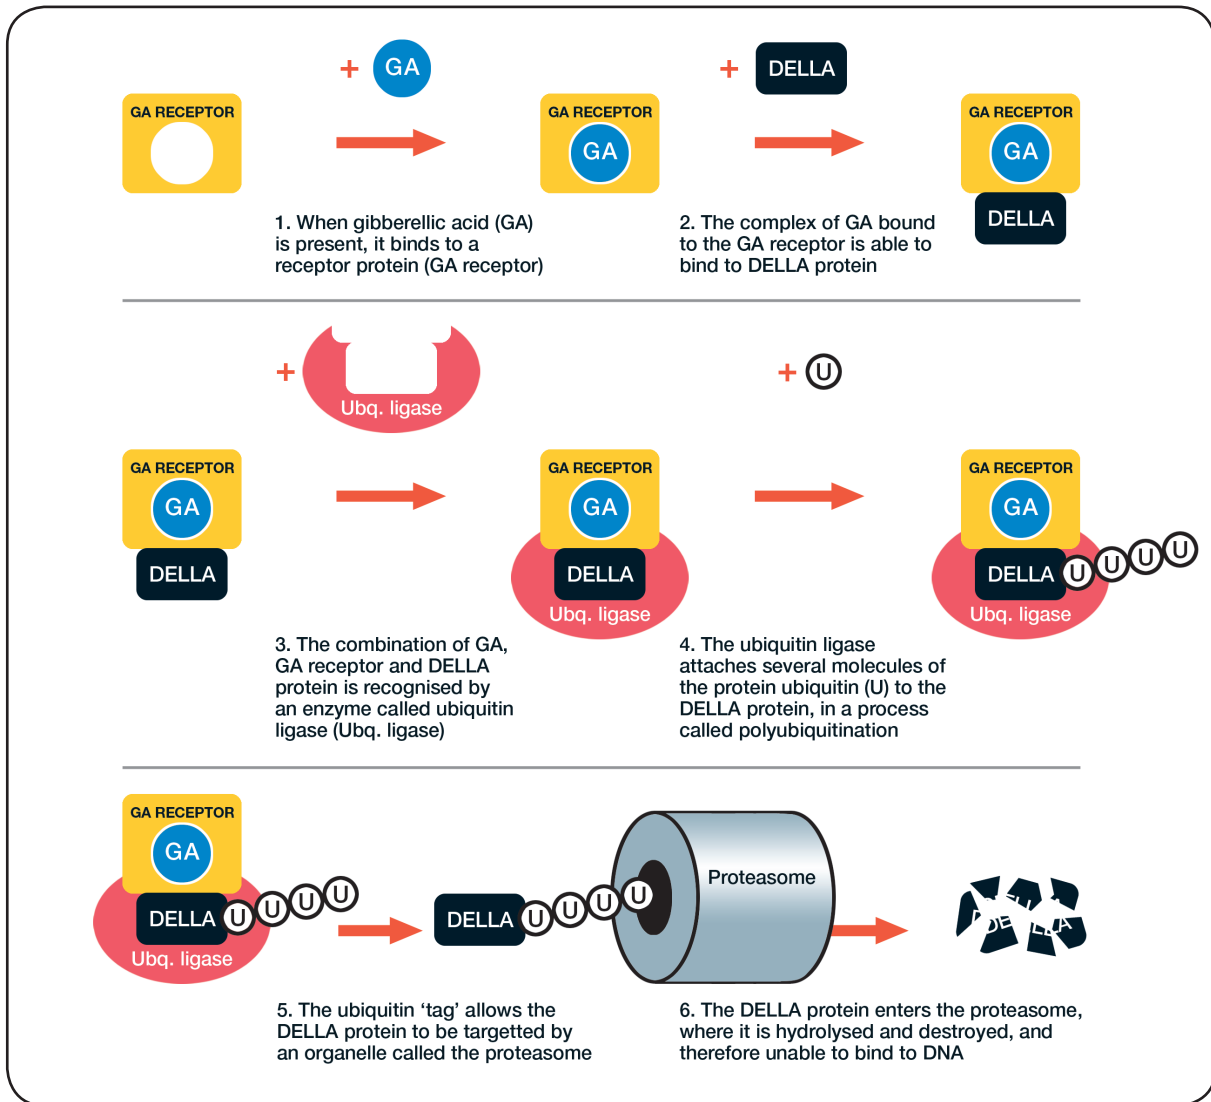 + GA
+ DELLA
GA RECEPTOR
GA RECEPTOR
GA
GA RECEPTOR
GA
DELLA
1. When gibberellic acid (GA)
is present, it binds to a
receptor protein (GA receptor)
2. The complex of GA bound
to the GA receptor is able to
bind to DELLA protein
+
Ubq. ligase
+ U
GA RECEPTOR
GA
DELLA
GA RECEPTOR
GA
DELLA
Ubq. ligase
GA RECEPTOR
GA
DELLA U U U U
Ubq. ligase
3. The combination of GA,
GA receptor and DELLA
protein is recognised by
an enzyme called ubiquitin
ligase (Ubq. ligase)
4. The ubiquitin ligase
attaches several molecules of
the protein ubiquitin (U) to the
DELLA protein, in a process
called polyubiquitination
GA RECEPTOR
GA
DELLA U U U U
Ubq. ligase
DELLA U U U U
Proteasome
DELLA
DELLA
5. The ubiquitin ‘tag’ allows the
DELLA protein to be targetted by
an organelle called the proteasome
6. The DELLA protein enters the proteasome,
where it is hydrolysed and destroyed, and
therefore unable to bind to DNA